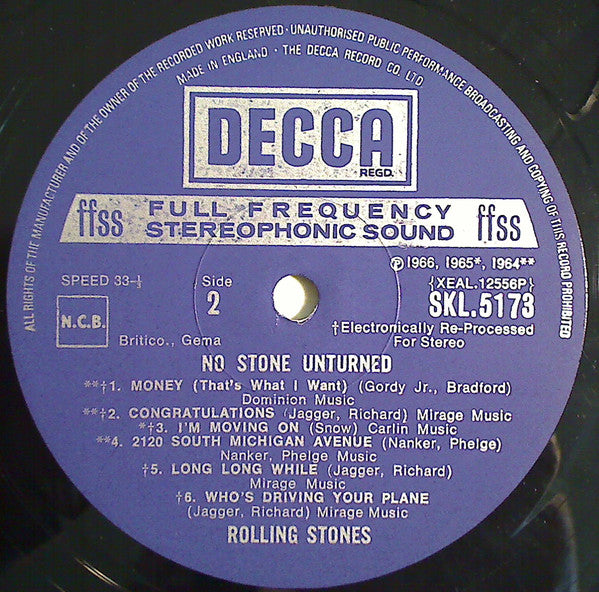 ALL RIGHTS OF THE MANUFACTURER AND OF THE OWNER OF THE RECORDED WORK RESERVED · UNAUTHORISED PUBLIC PERFORMANCE BROADCASTING AND COPYING OF THIS RECORD PROHIBITED
MADE IN ENGLAND · THE DECCA RECORD CO. LTD.
DECCA
REGD.
ffss FULL FREQUENCY ffss
STEREOPHONIC SOUND
SPEED 33-⅓
Side
2
℗1966, 1965*, 1964**
(XEAL.12556P)
SKL.5173
N.C.B.
†Electronically Re-Processed
For Stereo
Britico., Gema
NO STONE UNTURNED
**†1. MONEY (That's What I Want) (Gordy Jr., Bradford)
Dominion Music
**†2. CONGRATULATIONS (Jagger, Richard) Mirage Music
*†3. I'M MOVING ON (Snow) Carlin Music
**4. 2120 SOUTH MICHIGAN AVENUE (Nanker, Phelge)
Nanker, Phelge Music
†5. LONG LONG WHILE (Jagger, Richard)
Mirage Music
†6. WHO'S DRIVING YOUR PLANE
(Jagger, Richard) Mirage Music
ROLLING STONES